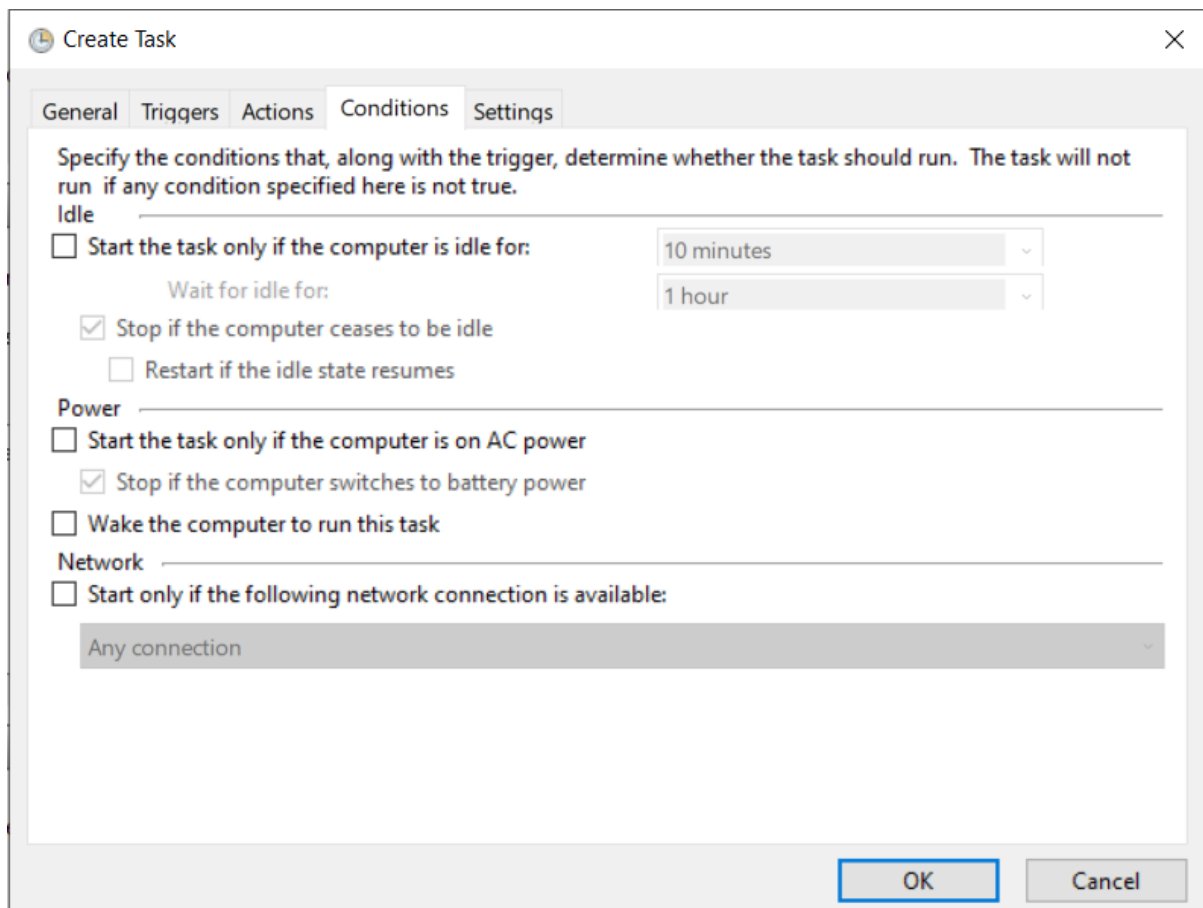 Create Task
General Triggers Actions Conditions Settings
Specify the conditions that, along with the trigger, determine whether the task should run.  The task will not
run  if any condition specified here is not true.
Idle
Start the task only if the computer is idle for: 10 minutes
Wait for idle for: 1 hour
Stop if the computer ceases to be idle
Restart if the idle state resumes
Power
Start the task only if the computer is on AC power
Stop if the computer switches to battery power
Wake the computer to run this task
Network
Start only if the following network connection is available:
Any connection
OK Cancel